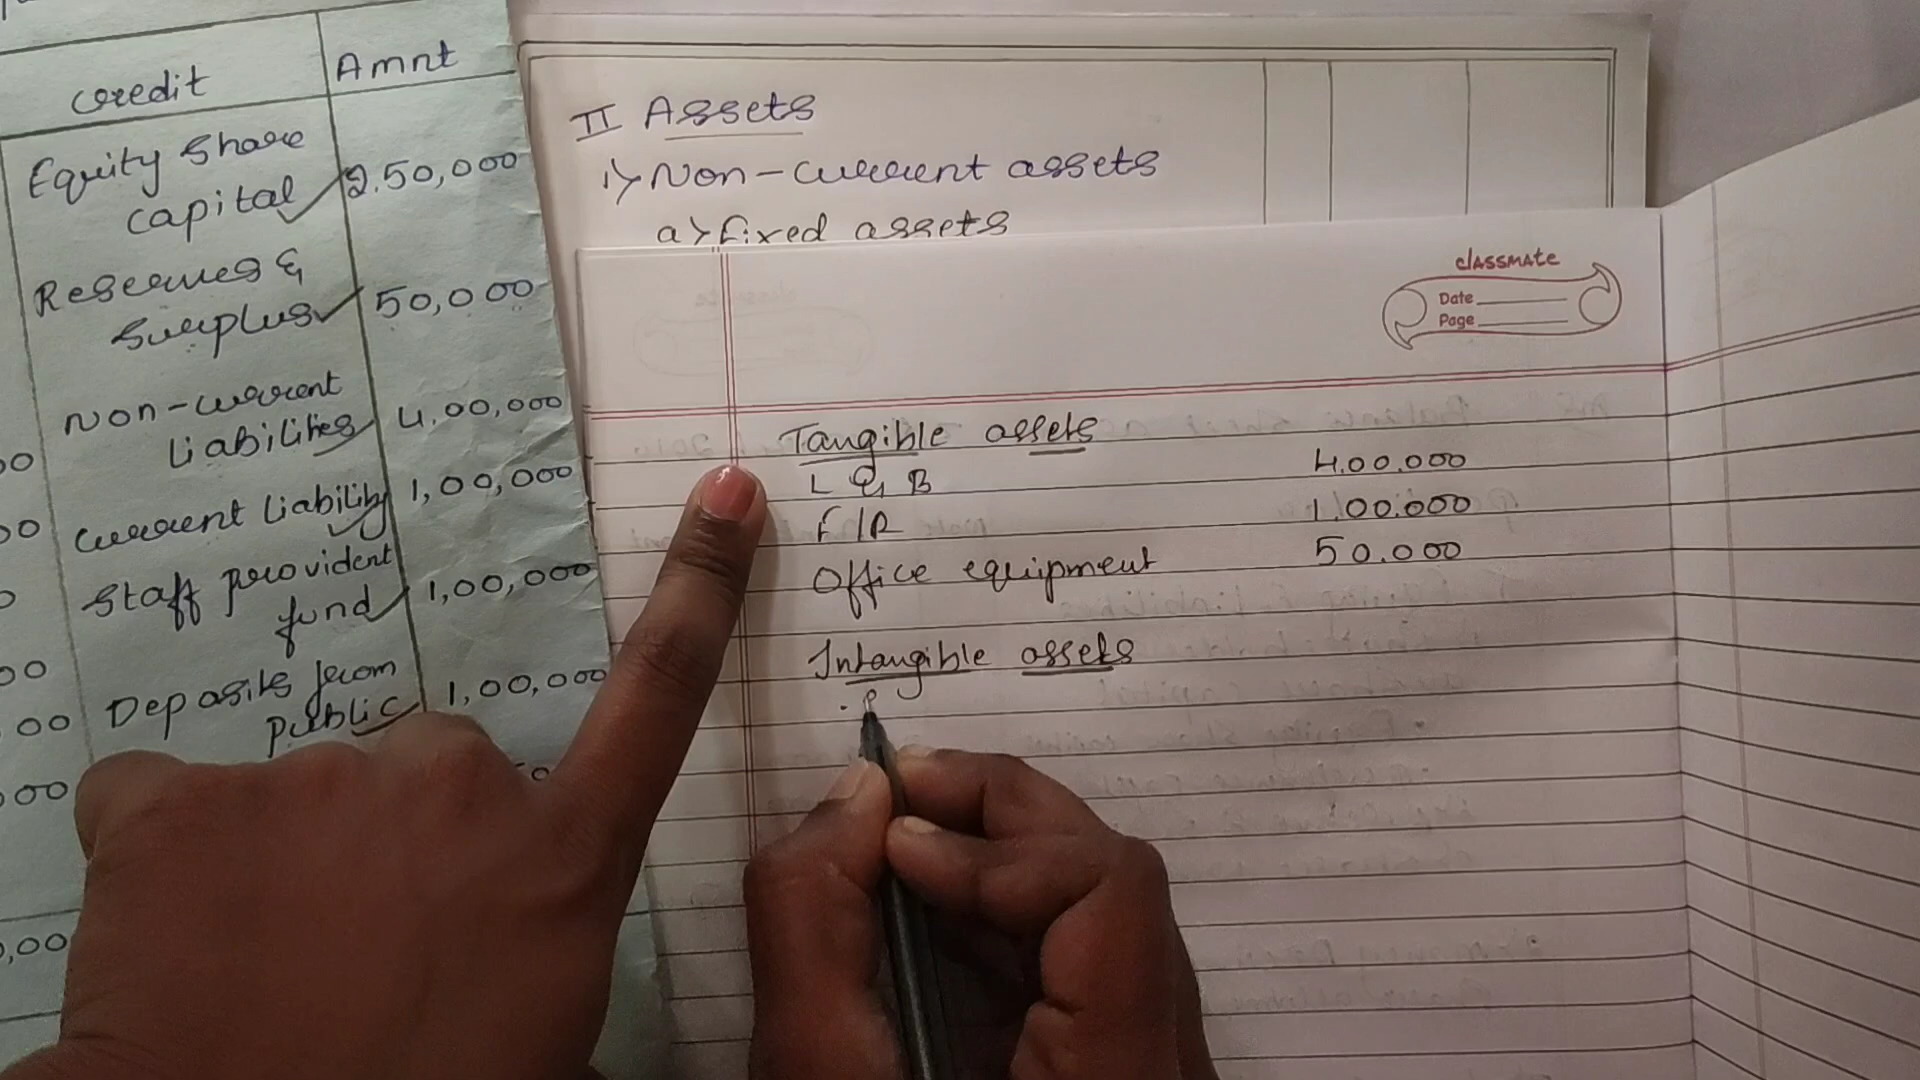 Credit
Amnt
Equity Share
Capital
2,50,000
Reserves &
Surplus
50,000
Non-current
liabilities
4,00,000
Current liability
1,00,000
Staff provident
fund
1,00,000
Deposits from
public
1,00,000
II Assets
1) Non-current assets
a) Fixed assets
classmate
Date
Page
Tangible assets
L & B
4.00.000
F/R
1.00.000
Office equipment
50.000
Intangible assets